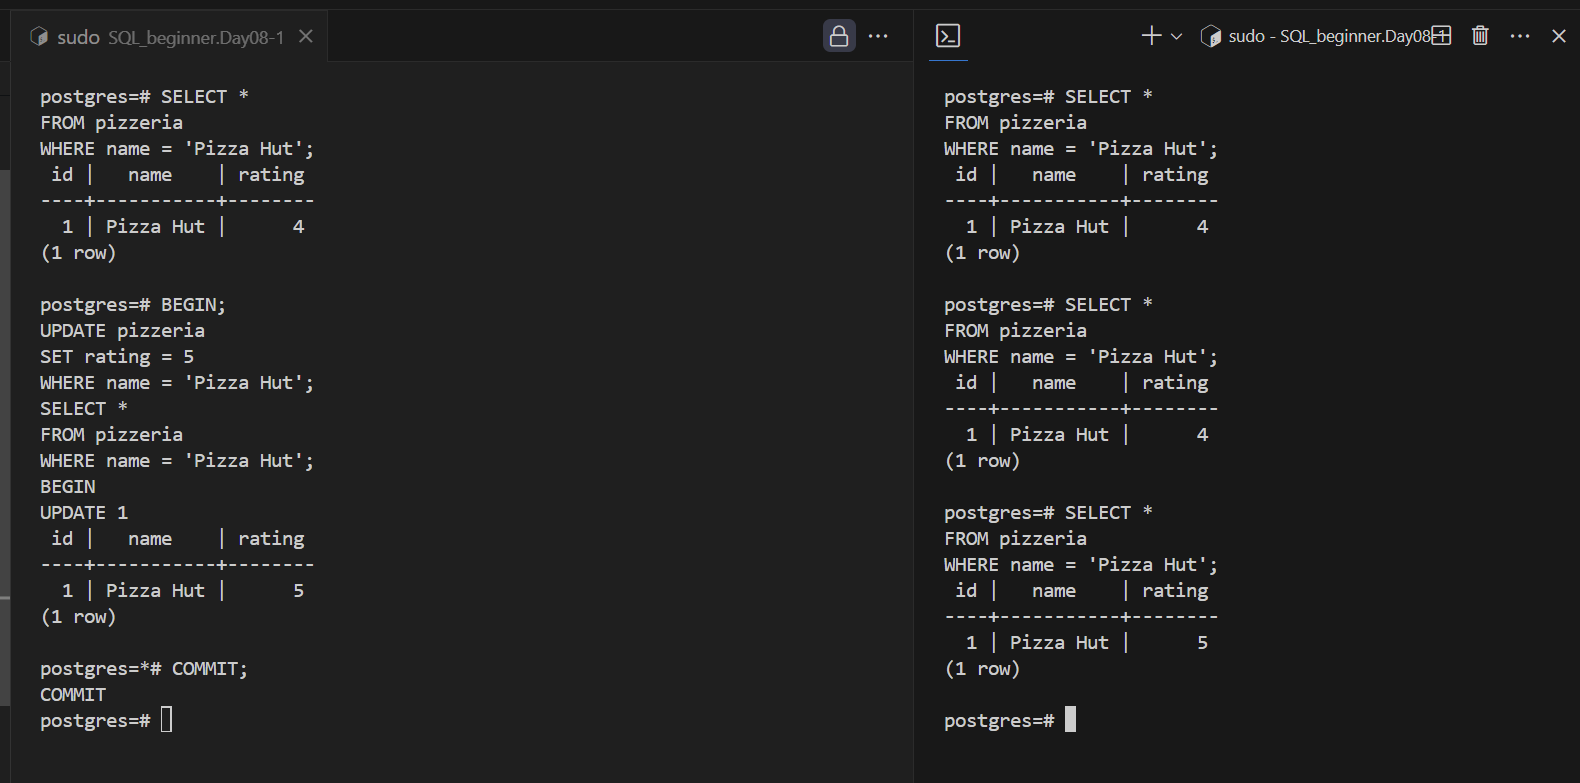 sudo SQL_beginner.Day08-1
postgres=# SELECT *
FROM pizzeria
WHERE name = 'Pizza Hut';
 id |   name    | rating
----+-----------+--------
  1 | Pizza Hut |      4
(1 row)
postgres=# BEGIN;
UPDATE pizzeria
SET rating = 5
WHERE name = 'Pizza Hut';
SELECT *
FROM pizzeria
WHERE name = 'Pizza Hut';
BEGIN
UPDATE 1
 id |   name    | rating
----+-----------+--------
  1 | Pizza Hut |      5
(1 row)
postgres=*# COMMIT;
COMMIT
postgres=#
sudo - SQL_beginner.Day08-1
postgres=# SELECT *
FROM pizzeria
WHERE name = 'Pizza Hut';
 id |   name    | rating
----+-----------+--------
  1 | Pizza Hut |      4
(1 row)
postgres=# SELECT *
FROM pizzeria
WHERE name = 'Pizza Hut';
 id |   name    | rating
----+-----------+--------
  1 | Pizza Hut |      4
(1 row)
postgres=# SELECT *
FROM pizzeria
WHERE name = 'Pizza Hut';
 id |   name    | rating
----+-----------+--------
  1 | Pizza Hut |      5
(1 row)
postgres=#